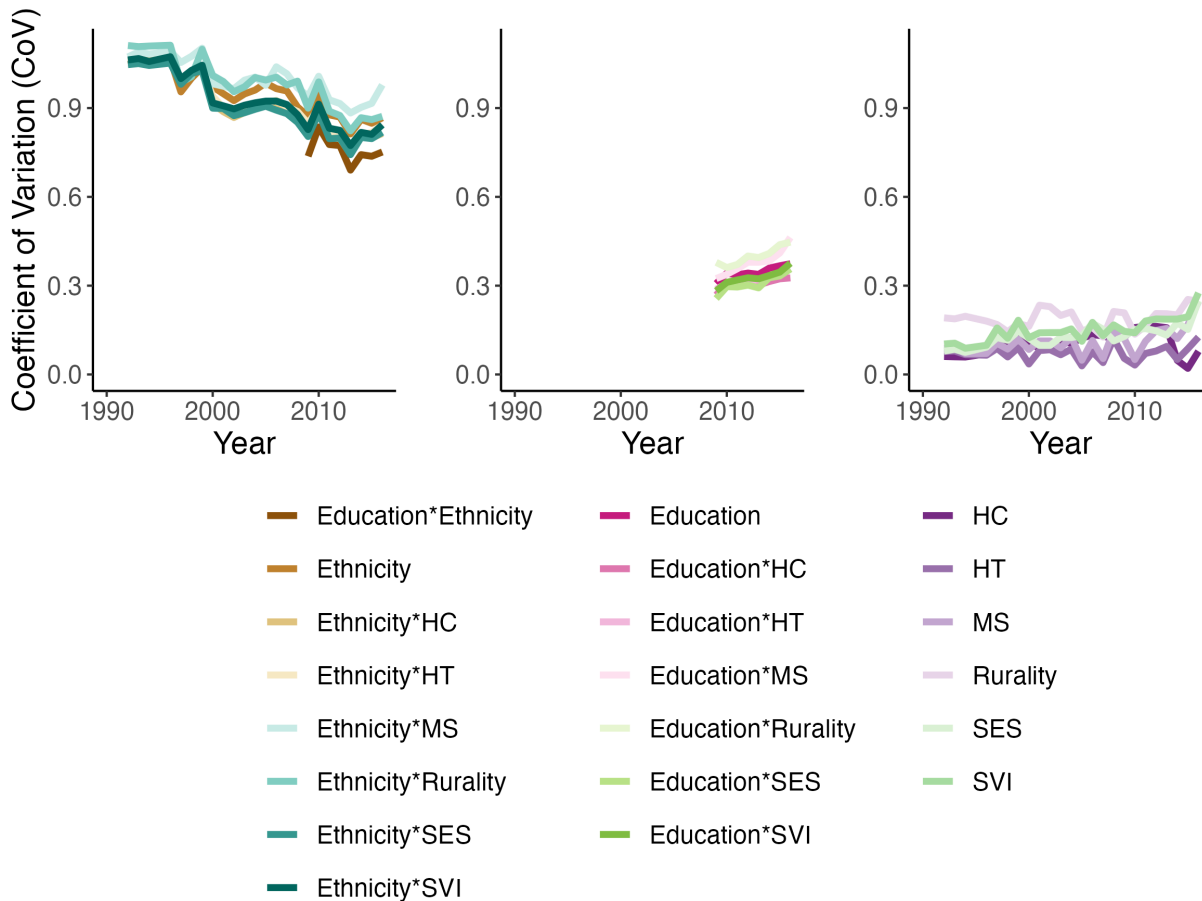 Coefficient of Variation (CoV)
0.9
0.6
0.3
0.0
1990 2000 2010
Year
0.9
0.6
0.3
0.0
1990 2000 2010
Year
0.9
0.6
0.3
0.0
1990 2000 2010
Year
Education*Ethnicity
Ethnicity
Ethnicity*HC
Ethnicity*HT
Ethnicity*MS
Ethnicity*Rurality
Ethnicity*SES
Ethnicity*SVI
Education
Education*HC
Education*HT
Education*MS
Education*Rurality
Education*SES
Education*SVI
HC
HT
MS
Rurality
SES
SVI